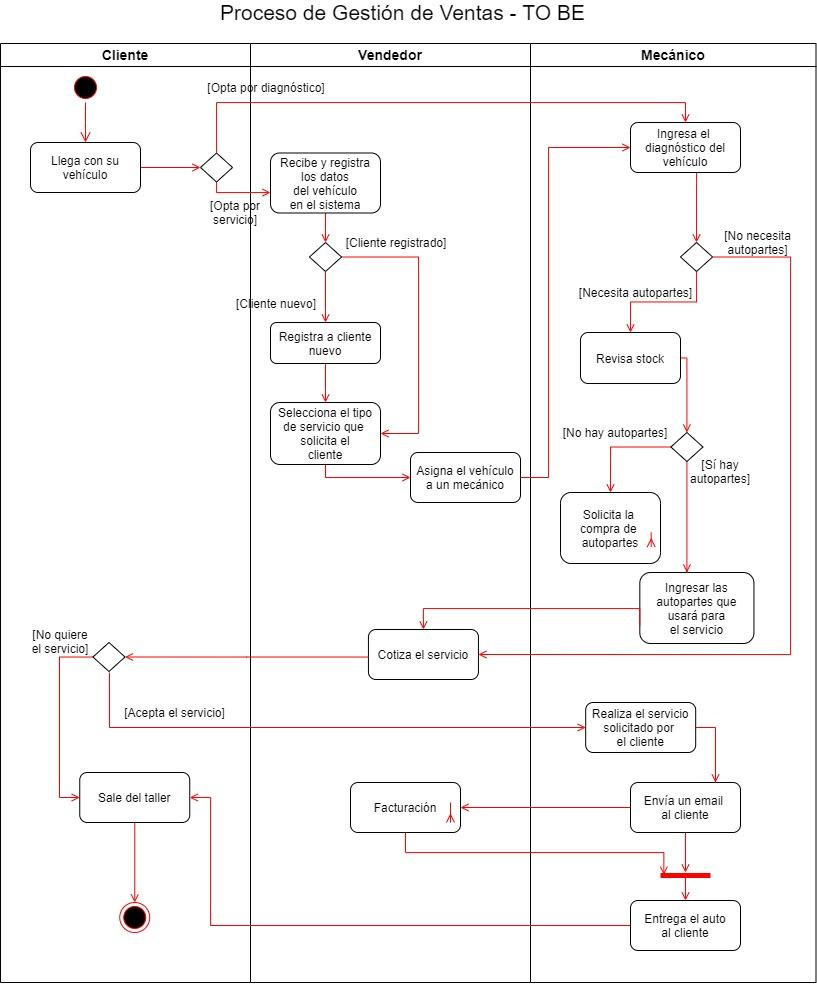 Proceso de Gestión de Ventas - TO BE
Cliente
Vendedor
Mecánico
[Opta por diagnóstico]
Llega con su
vehículo
[Opta por
servicio]
Recibe y registra
los datos
del vehículo
en el sistema
Ingresa el
diagnóstico del
vehículo
[Cliente registrado]
[No necesita
autopartes]
[Cliente nuevo]
[Necesita autopartes]
Registra a cliente
nuevo
Revisa stock
Selecciona el tipo
de servicio que
solicita el
cliente
[No hay autopartes]
[Sí hay
autopartes]
Asigna el vehículo
a un mecánico
Solicita la
compra de
autopartes
Ingresar las
autopartes que
usará para
el servicio
[No quiere
el servicio]
Cotiza el servicio
[Acepta el servicio]
Realiza el servicio
solicitado por
el cliente
Sale del taller
Facturación
Envía un email
al cliente
Entrega el auto
al cliente